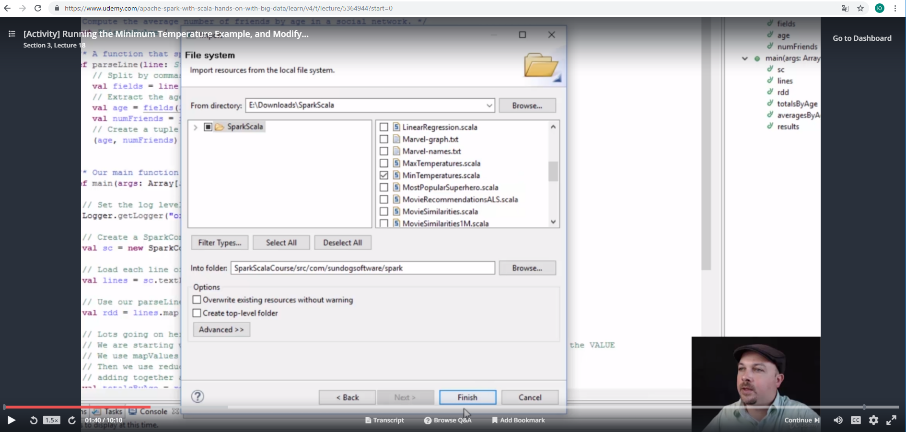 https://www.udemy.com/apache-spark-with-scala-hands-on-with-big-data/learn/v4/t/lecture/5364944?start=0
Compute the average number of friends by age in a social network. */
[Activity] Running the Minimum Temperature Example, and Modify...
Section 3, Lecture 1
Go to Dashboard
* A function that s
f parseLine(line: S
// Split by comma
val fields = line
// Extract the age
val age = fields(
val numFriends =
// Create a tuple
(age, numFriends)
* Our main function
f main(args: Array[
// Set the log leve
Logger.getLogger("o
// Create a SparkCo
val sc = new SparkC
// Load each line o
val lines = sc.text
// Use our parseLine
val rdd = lines.map
// Lots going on he
// We are starting
the VALUE
// We use mapValues
// Then we use redu
// adding together
File system
Import resources from the local file system.
From directory:
E:\Downloads\SparkScala
Browse...
SparkScala
LinearRegression.scala
Marvel-graph.txt
Marvel-names.txt
MaxTemperatures.scala
MinTemperatures.scala
MostPopularSuperhero.scala
MovieRecommendationsALS.scala
MovieSimilarities.scala
MovieSimilarities1M.scala
Filter Types...
Select All
Deselect All
Into folder:
SparkScalaCourse/src/com/sundogsoftware/spark
Browse...
Options
Overwrite existing resources without warning
Create top-level folder
Advanced >>
?
< Back
Next >
Finish
Cancel
fields
age
numFriends
main(args: Array
sc
lines
rdd
totalsByAge
averagesByA
results
Tasks
Console
to display at this time.
1.5x
01:40 / 10:10
Transcript
Browse Q&A
Add Bookmark
Continue